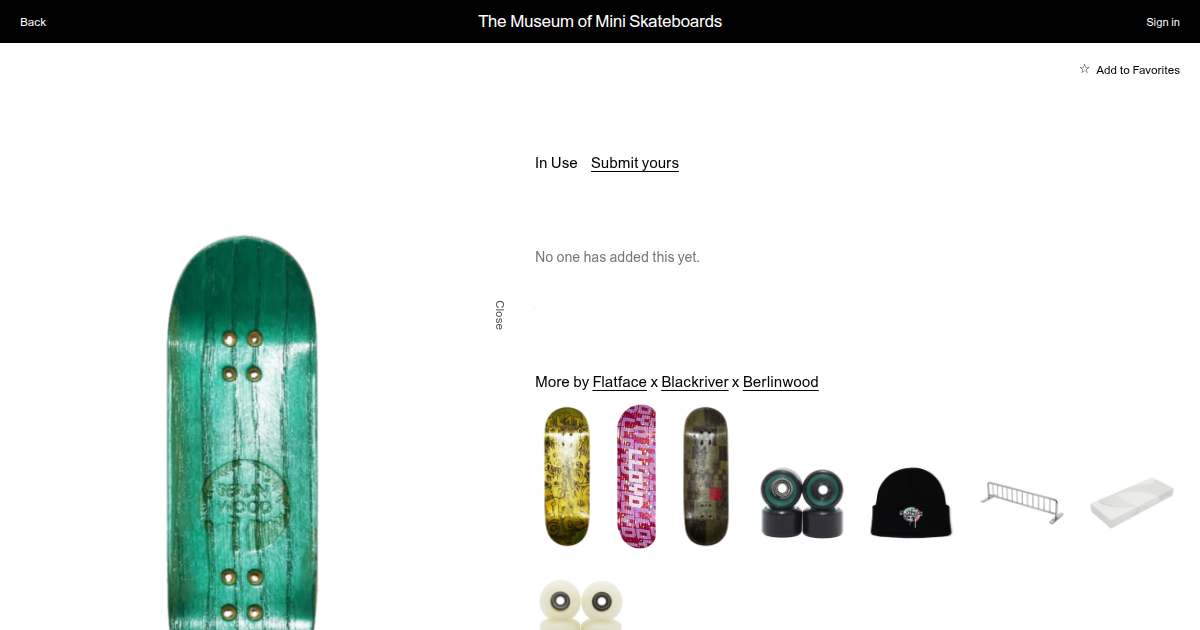 Back
The Museum of Mini Skateboards
Sign in
☆ Add to Favorites
In Use Submit yours
No one has added this yet.
Close
More by Flatface x Blackriver x Berlinwood